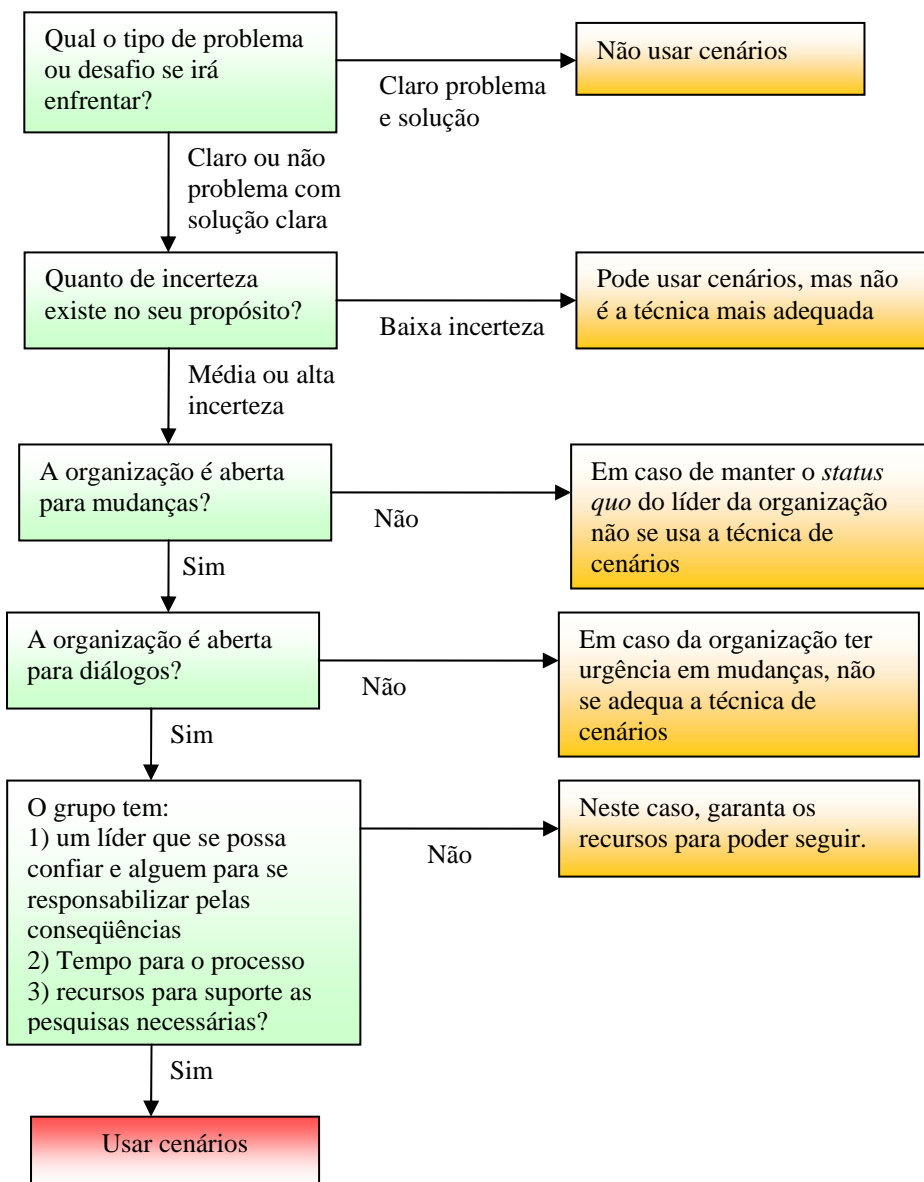 Qual o tipo de problema
ou desafio se irá
enfrentar?
Não usar cenários
Claro problema
e solução
Claro ou não
problema com
solução clara
Quanto de incerteza
existe no seu propósito?
Pode usar cenários, mas não
é a técnica mais adequada
Baixa incerteza
Média ou alta
incerteza
A organização é aberta
para mudanças?
Em caso de manter o status
quo do líder da organização
não se usa a técnica de
cenários
Não
Sim
A organização é aberta
para diálogos?
Em caso da organização ter
urgência em mudanças, não
se adequa a técnica de
cenários
Não
Sim
O grupo tem:
1) um líder que se possa
confiar e alguem para se
responsabilizar pelas
conseqüências
2) Tempo para o processo
3) recursos para suporte as
pesquisas necessárias?
Neste caso, garanta os
recursos para poder seguir.
Não
Sim
Usar cenários